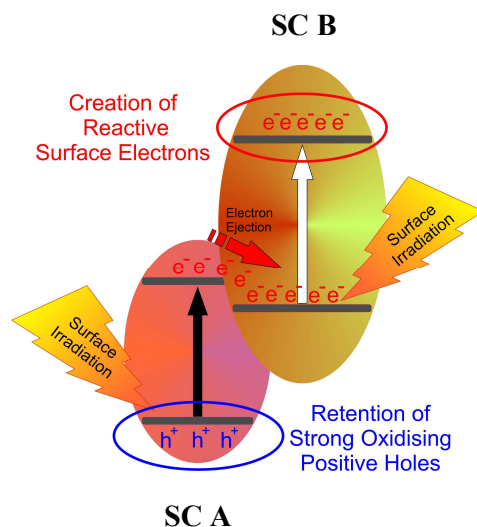 SC B
Creation of
Reactive
Surface Electrons
e⁻e⁻e⁻e⁻e⁻
Electron
Ejection
Surface
Irradiation
e⁻e⁻e⁻
e⁻
e⁻e⁻e⁻e⁻e⁻
Surface
Irradiation
h⁺ h⁺ h⁺
Retention of
Strong Oxidising
Positive Holes
SC A